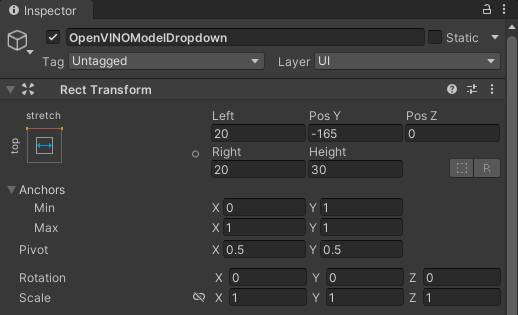 Inspector
OpenVINOModelDropdown Static
Tag Untagged Layer UI
Rect Transform
stretch Left Pos Y Pos Z
top 20 -165 0
Right Height
20 30 R
Anchors
Min X 0 Y 1
Max X 1 Y 1
Pivot X 0.5 Y 0.5
Rotation X 0 Y 0 Z 0
Scale X 1 Y 1 Z 1